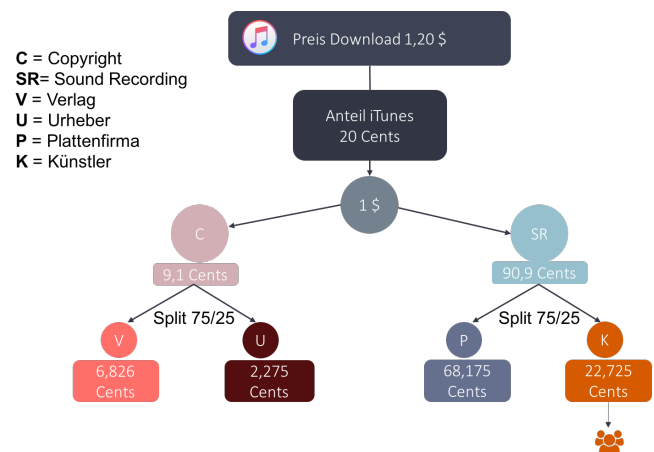 Preis Download 1,20 $
C = Copyright
SR= Sound Recording
V = Verlag
U = Urheber
P = Plattenfirma
K = Künstler
Anteil iTunes
20 Cents
1 $
C
SR
9,1 Cents
90,9 Cents
Split 75/25
Split 75/25
V
U
P
K
6,826
Cents
2,275
Cents
68,175
Cents
22,725
Cents